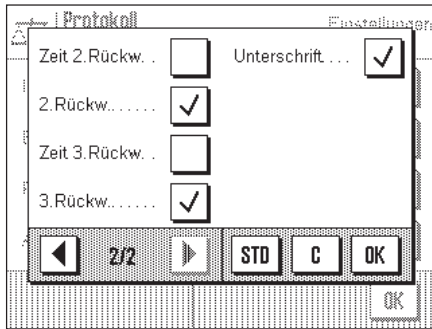 Protokoll Einstellungen
Zeit 2.Rückw. . Unterschrift. . . .
2.Rückw.. . . . . .
Zeit 3.Rückw. .
3.Rückw.. . . . . .
2/2 STD C OK
OK